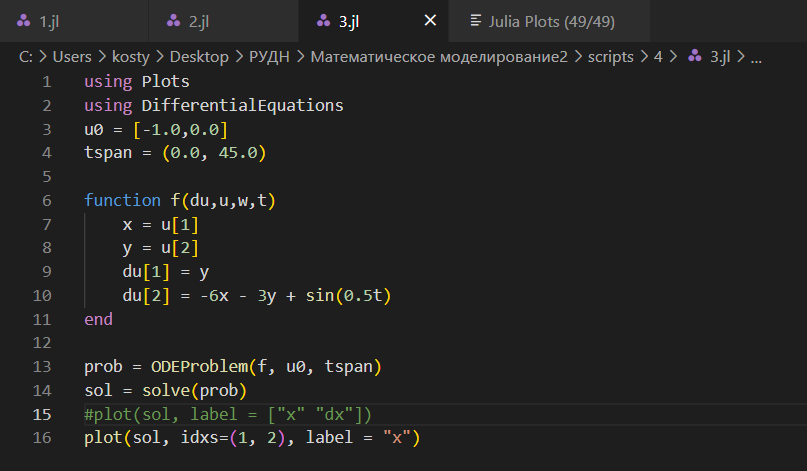 1.jl 2.jl 3.jl × Julia Plots (49/49)
C: > Users > kosty > Desktop > РУДН > Математическое моделирование2 > scripts > 4 > 3.jl > ...
1 using Plots
2 using DifferentialEquations
3 u0 = [-1.0,0.0]
4 tspan = (0.0, 45.0)
5
6 function f(du,u,w,t)
7     x = u[1]
8     y = u[2]
9     du[1] = y
10     du[2] = -6x - 3y + sin(0.5t)
11 end
12
13 prob = ODEProblem(f, u0, tspan)
14 sol = solve(prob)
15 #plot(sol, label = ["x" "dx"])
16 plot(sol, idxs=(1, 2), label = "x")